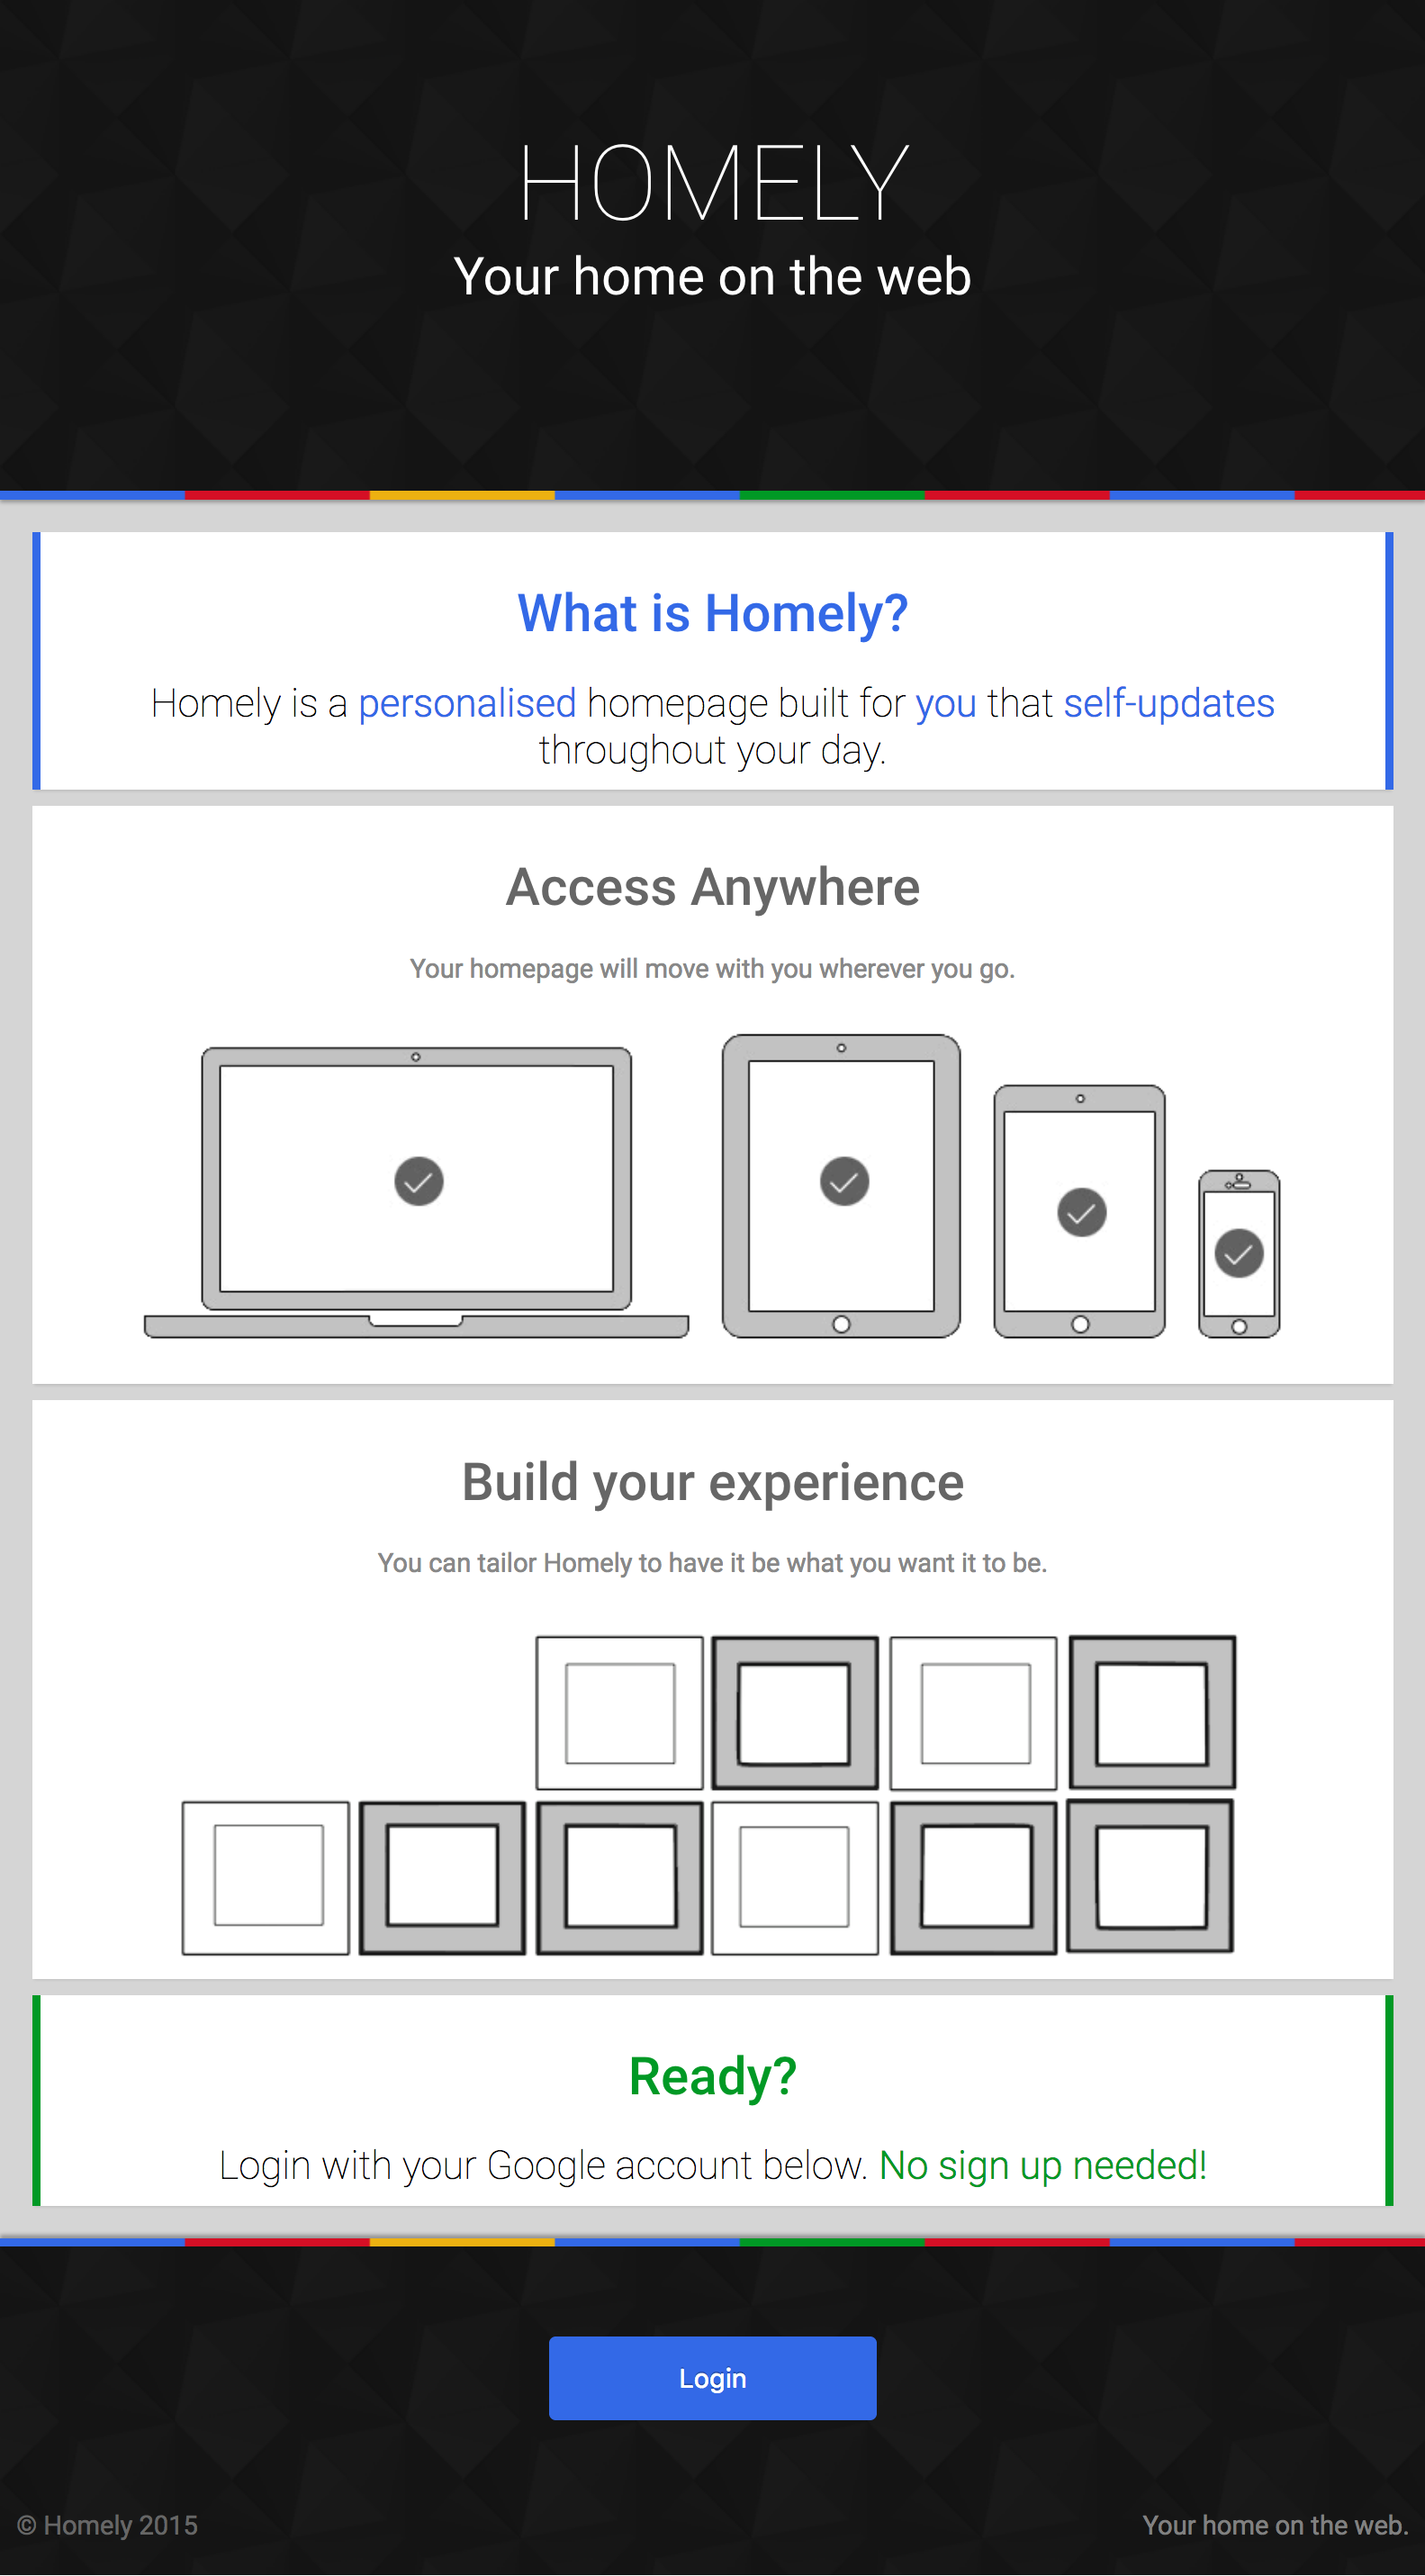 HOMELY
Your home on the web
What is Homely?
Homely is a personalised homepage built for you that self-updates
throughout your day.
Access Anywhere
Your homepage will move with you wherever you go.
Build your experience
You can tailor Homely to have it be what you want it to be.
Ready?
Login with your Google account below. No sign up needed!
Login
© Homely 2015
Your home on the web.